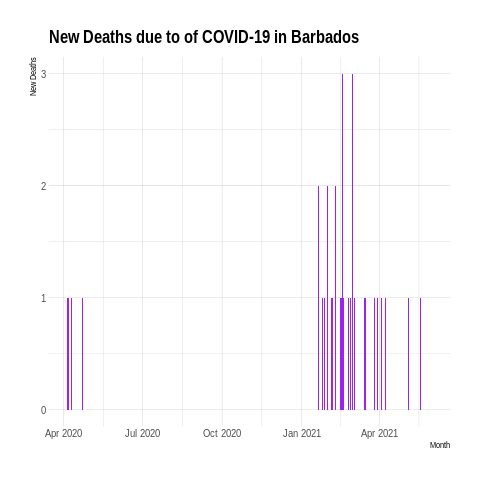 New Deaths due to of COVID-19 in Barbados
New Deaths
3
2
1
0
Apr 2020 Jul 2020 Oct 2020 Jan 2021 Apr 2021
Month